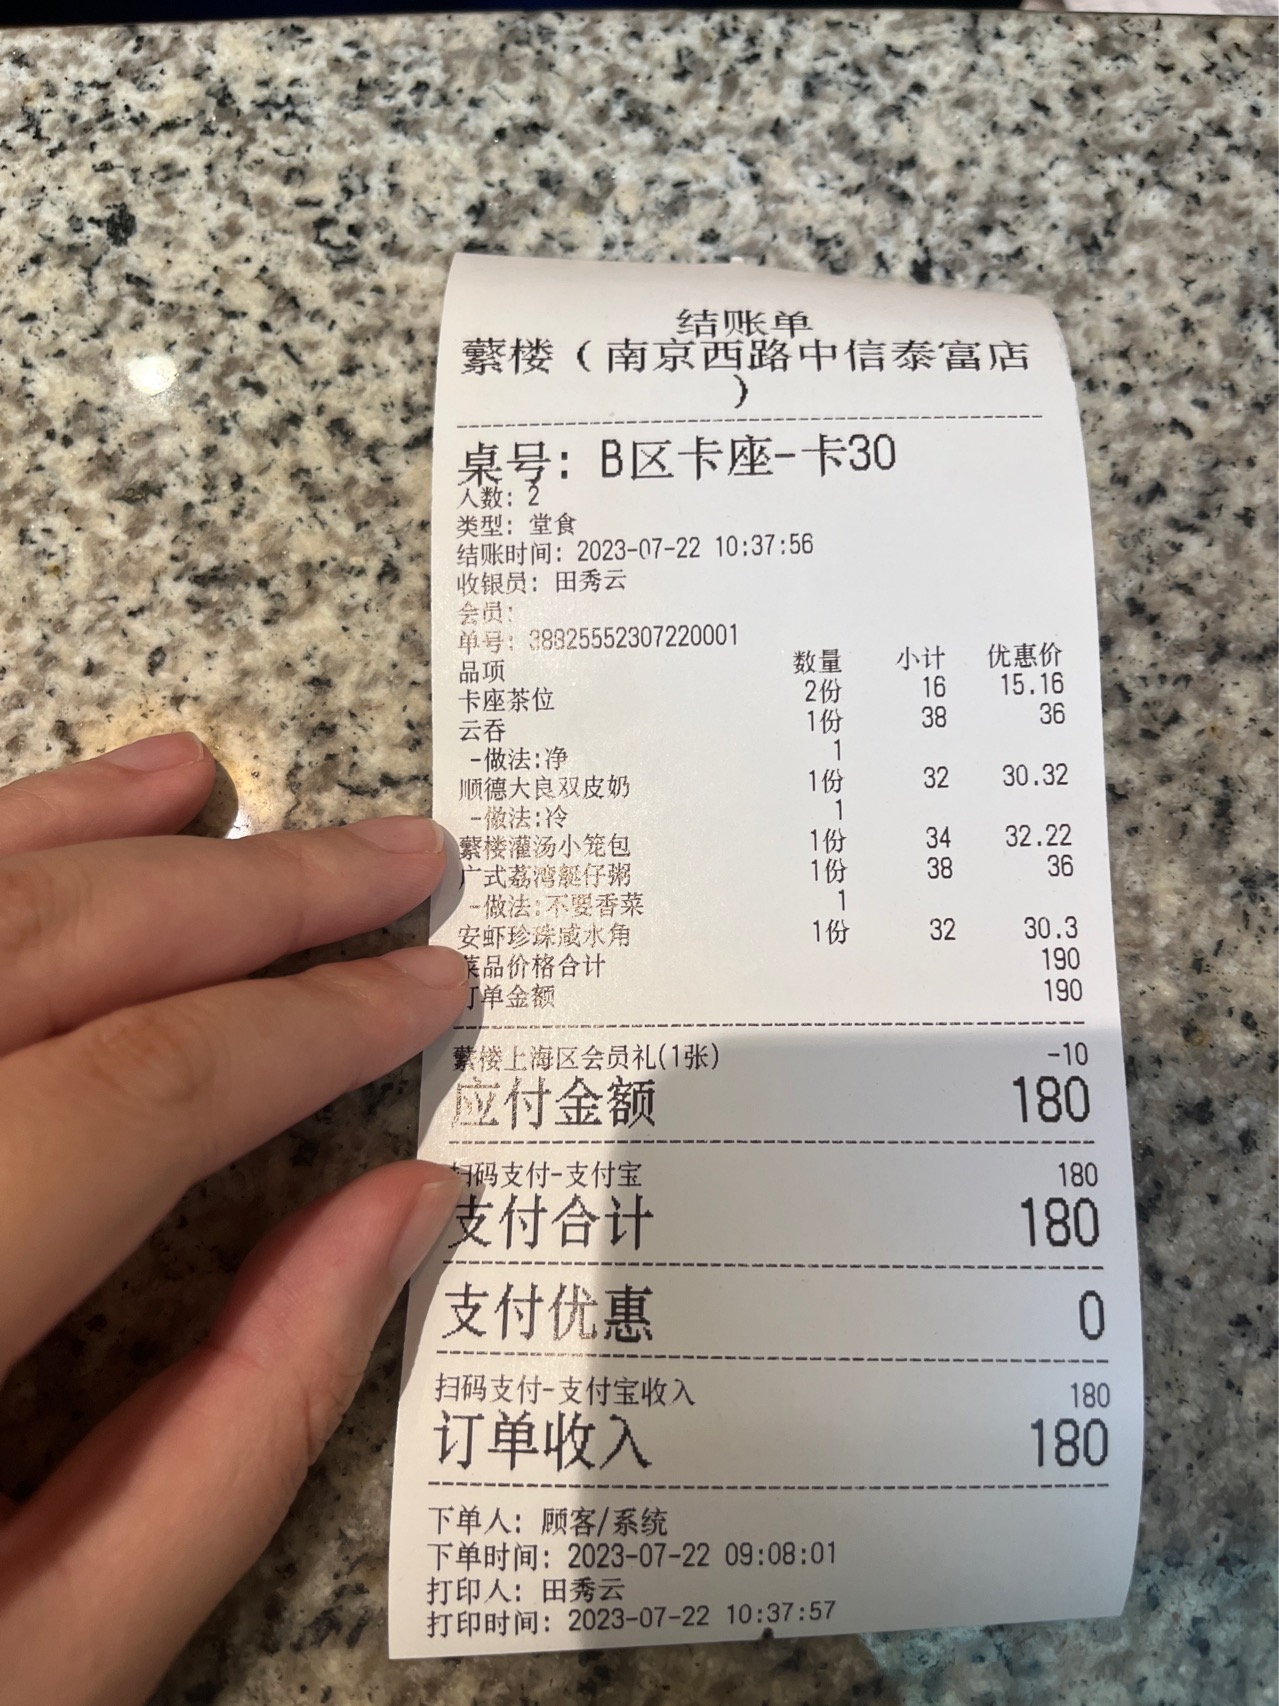 结账单
蘩楼（南京西路中信泰富店
）
桌号: B区卡座-卡30
人数: 2
类型: 堂食
结账时间: 2023-07-22 10:37:56
收银员: 田秀云
会员:
单号: 38825552307220001
品项 数量 小计 优惠价
卡座茶位 2份 16 15.16
云吞 1份 38 36
-做法:净 1
顺德大良双皮奶 1份 32 30.32
-做法:冷 1
蘩楼灌汤小笼包 1份 34 32.22
广式荔湾艇仔粥 1份 38 36
-做法:不要香菜 1
安虾珍珠咸水角 1份 32 30.3
菜品价格合计 190
订单金额 190
蘩楼上海区会员礼(1张) -10
应付金额 180
扫码支付-支付宝 180
支付合计 180
支付优惠 0
扫码支付-支付宝收入 180
订单收入 180
下单人: 顾客/系统
下单时间: 2023-07-22 09:08:01
打印人: 田秀云
打印时间: 2023-07-22 10:37:57